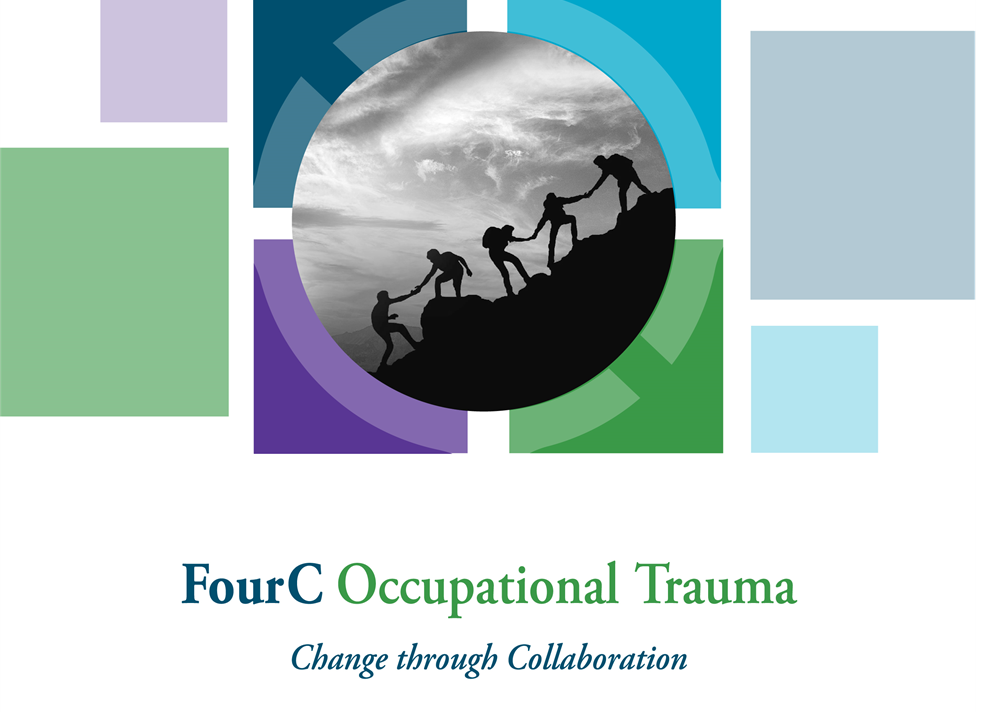 FourC Occupational Trauma
Change through Collaboration